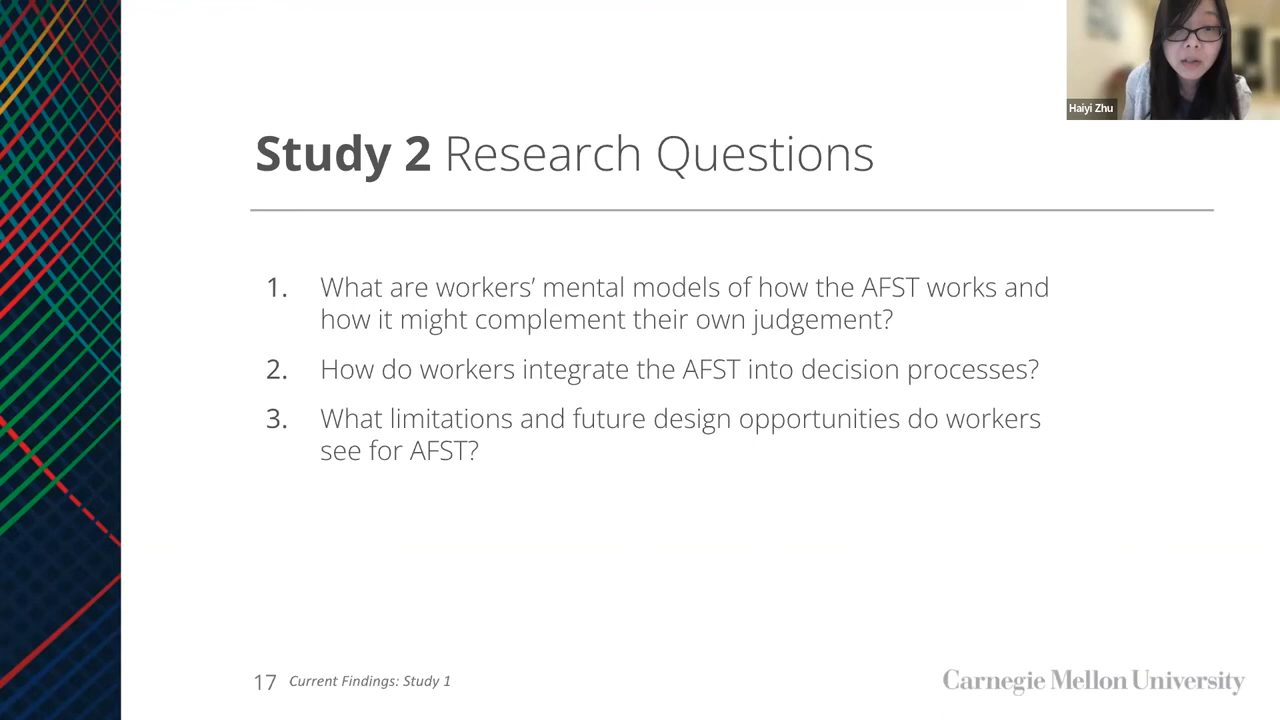 Haiyi Zhu
Study 2 Research Questions
1. What are workers’ mental models of how the AFST works and
how it might complement their own judgement?
2. How do workers integrate the AFST into decision processes?
3. What limitations and future design opportunities do workers
see for AFST?
17 Current Findings: Study 1
Carnegie Mellon University